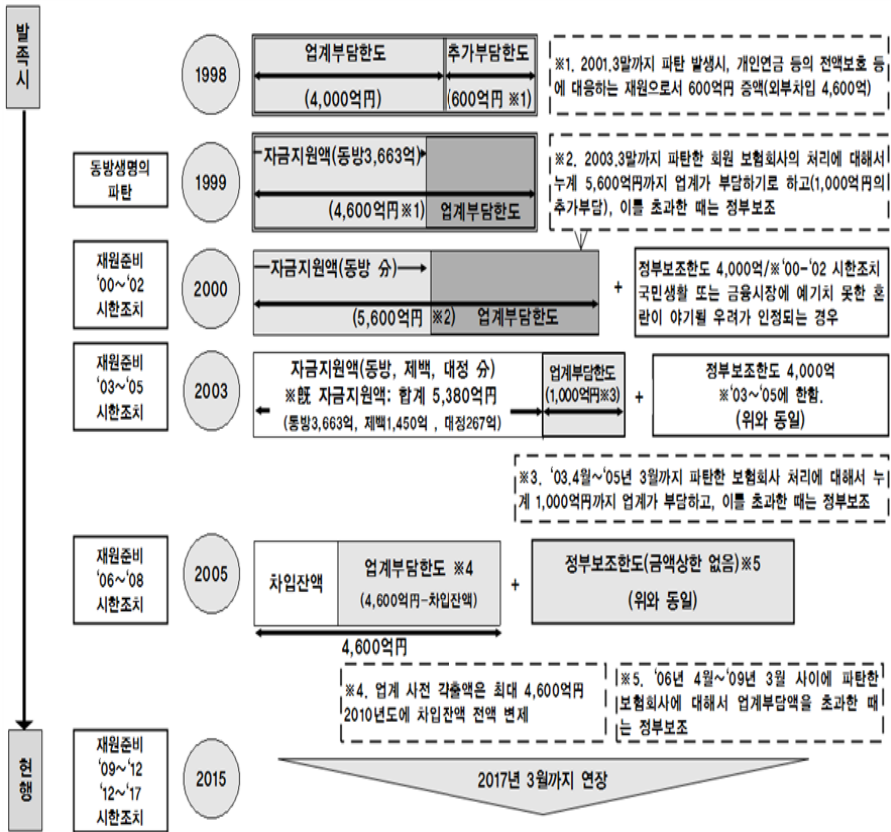 발족시
1998
업계부담한도
추가부담한도
(4,000억円)
(600억円 ※1)
※1. 2001.3말까지 파탄 발생시, 개인연금 등의 전액보호 등
에 대응하는 재원으로서 600억円 증액(외부차입 4,600억)
동방생명의
파탄
1999
자금지원액(동방3,663억)
(4,600억円※1)
업계부담한도
※2. 2003.3말까지 파탄한 회원 보험회사의 처리에 대해서
누계 5,600억円까지 업계가 부담하기로 하고(1,000억円의
추가부담), 이를 초과한 때는 정부보조
재원준비
‘00~‘02
시한조치
2000
자금지원액(동방 分)
(5,600억円 ※2)
업계부담한도
+
정부보조한도 4,000억/※‘00-‘02 시한조치
국민생활 또는 금융시장에 예기치 못한 혼
란이 야기될 우려가 인정되는 경우
재원준비
‘03~‘05
시한조치
2003
자금지원액(동방, 제백, 대정 分)
※旣 자금지원액: 합계 5,380억円
(동방3,663억, 제백1,450억 , 대정267억)
업계부담한도
(1,000억円※3)
+
정부보조한도 4,000억
※‘03~‘05에 한함.
(위와 동일)
※3. ‘03.4월~‘05년 3월까지 파탄한 보험회사 처리에 대해서 누
계 1,000억円까지 업계가 부담하고, 이를 초과한 때는 정부보조
재원준비
‘06~‘08
시한조치
2005
차입잔액
업계부담한도 ※4
(4,600억円-차입잔액)
4,600억円
+
정부보조한도(금액상한 없음)※5
(위와 동일)
※4. 업계 사전 각출액은 최대 4,600억円
2010년도에 차입잔액 전액 변제
※5. ‘06년 4월~‘09년 3월 사이에 파탄한
보험회사에 대해서 업계부담액을 초과한 때
는 정부보조
현행
재원준비
‘09~‘12
‘12~‘17
시한조치
2015
2017년 3월까지 연장